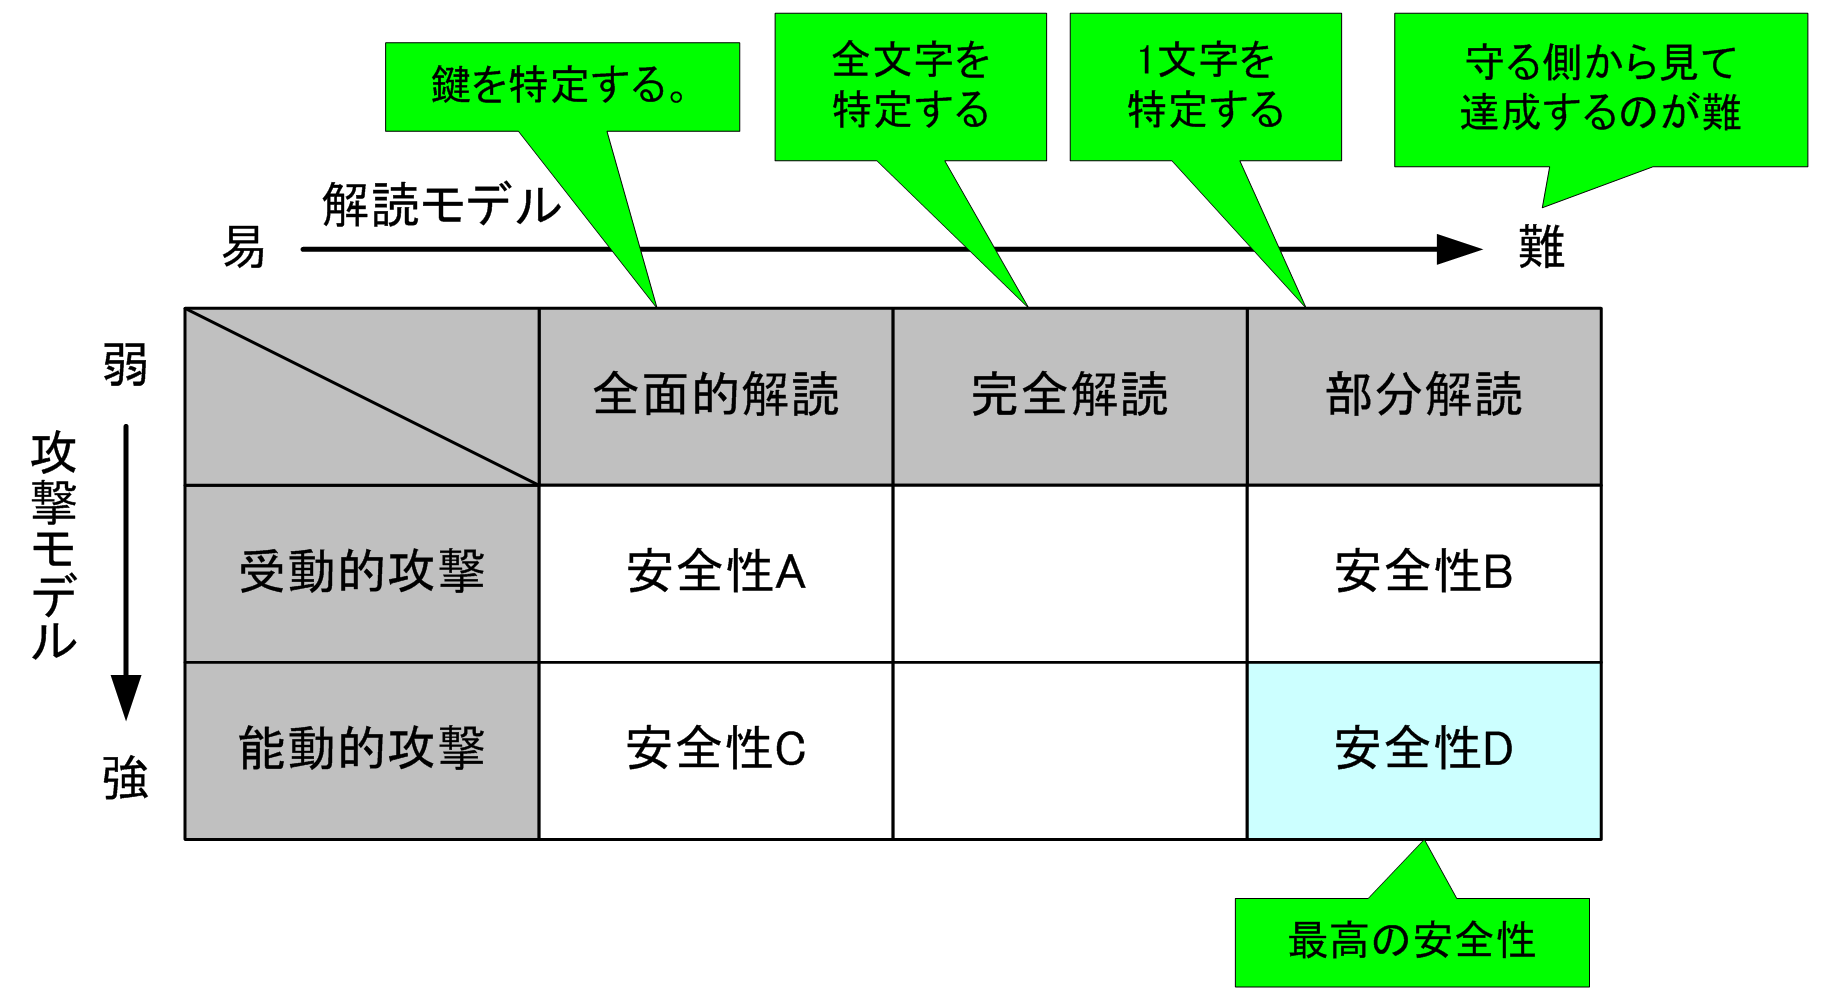 鍵を特定する。
全文字を
特定する
1文字を
特定する
守る側から見て
達成するのが難
解読モデル
易
難
弱
攻撃モデル
強
全面的解読
完全解読
部分解読
受動的攻撃
安全性A
安全性B
能動的攻撃
安全性C
安全性D
最高の安全性